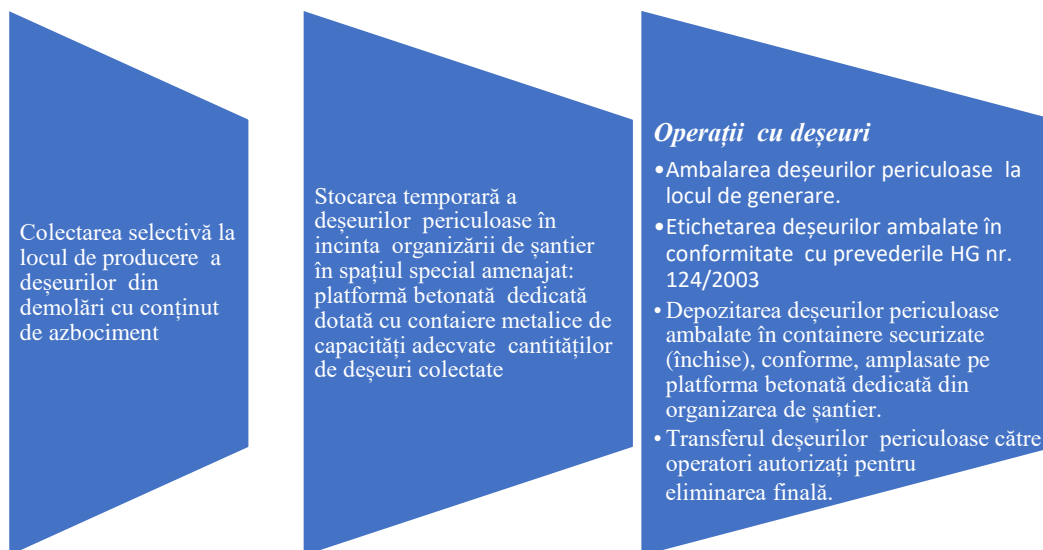 Colectarea selectivă la
locul de producere a
deșeurilor din
demolări cu conținut
de azbociment
Stocarea temporară a
deșeurilor periculoase în
incinta organizării de șantier
în spațiul special amenajat:
platformă betonată dedicată
dotată cu contaiere metalice de
capacități adecvate cantităților
de deșeuri colectate
Operații cu deșeuri
•Ambalarea deșeurilor periculoase la
locul de generare.
•Etichetarea deșeurilor ambalate în
conformitate cu prevederile HG nr.
124/2003
• Depozitarea deșeurilor periculoase
ambalate în containere securizate
(închise), conforme, amplasate pe
platforma betonată dedicată din
organizarea de șantier.
• Transferul deșeurilor periculoase către
operatori autorizați pentru
eliminarea finală.